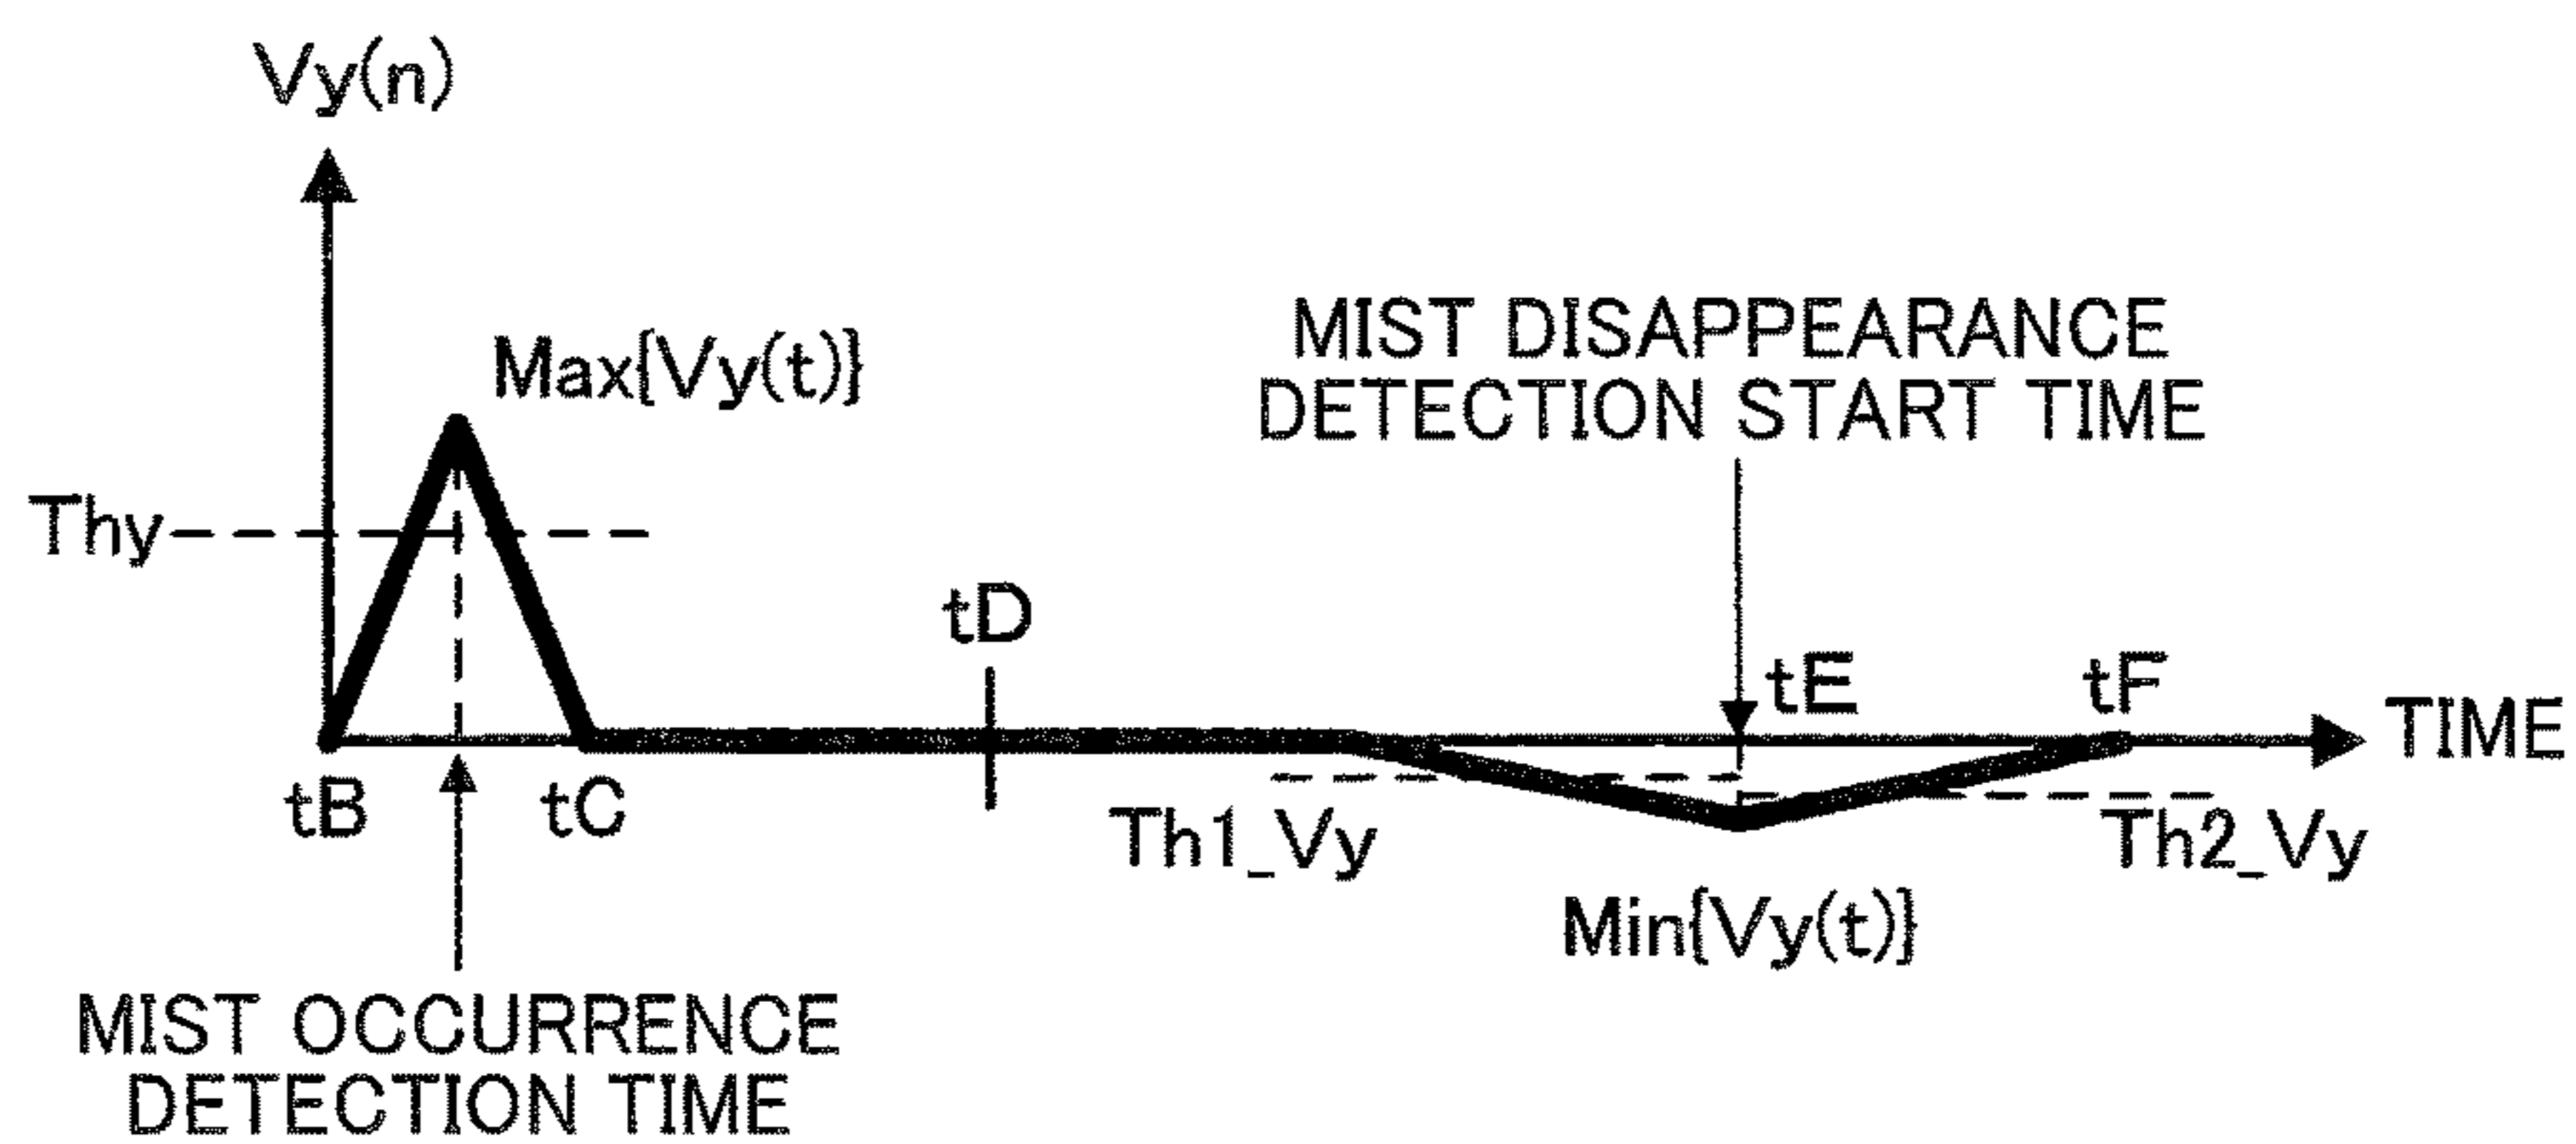 Vy(n)
Max{Vy(t)}
MIST DISAPPEARANCE
DETECTION START TIME
Thy
tD
tE
tF
TIME
tB
tC
Th1_Vy
Th2_Vy
Min{Vy(t)}
MIST OCCURRENCE
DETECTION TIME